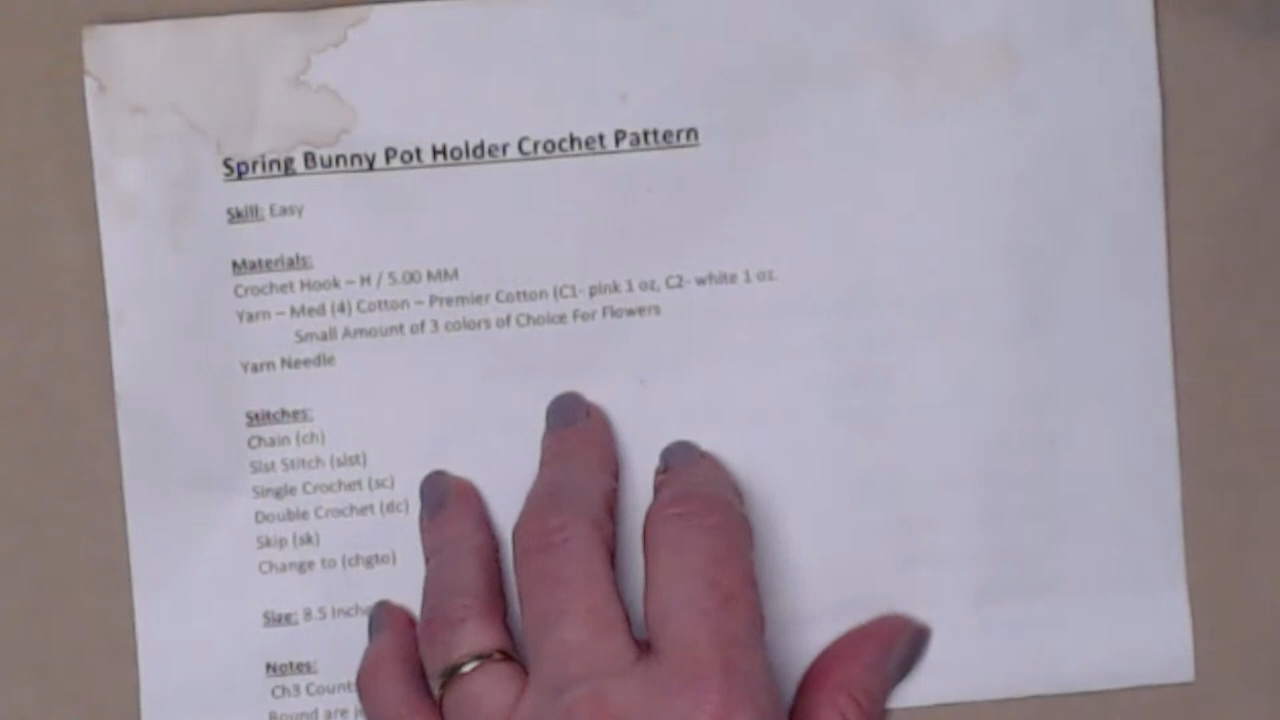 Spring Bunny Pot Holder Crochet Pattern
Skill: Easy
Materials:
Crochet Hook – H / 5.00 MM
Yarn – Med (4) Cotton – Premier Cotton (C1- pink 1 oz, C2- white 1 oz.
Small Amount of 3 colors of Choice For Flowers
Yarn Needle
Stitches:
Chain (ch)
Slst Stitch (slst)
Single Crochet (sc)
Double Crochet (dc)
Skip (sk)
Change to (chgto)
Size: 8.5
Notes:
Ch3
Round are